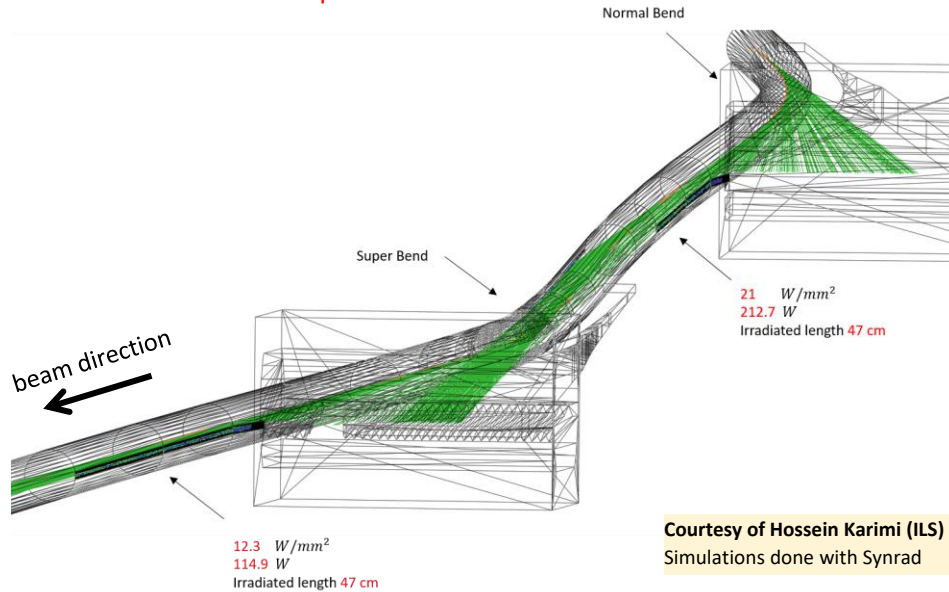 Normal Bend
Super Bend
21 W/mm²
212.7 W
Irradiated length 47 cm
beam direction
12.3 W/mm²
114.9 W
Irradiated length 47 cm
Courtesy of Hossein Karimi (ILS)
Simulations done with Synrad